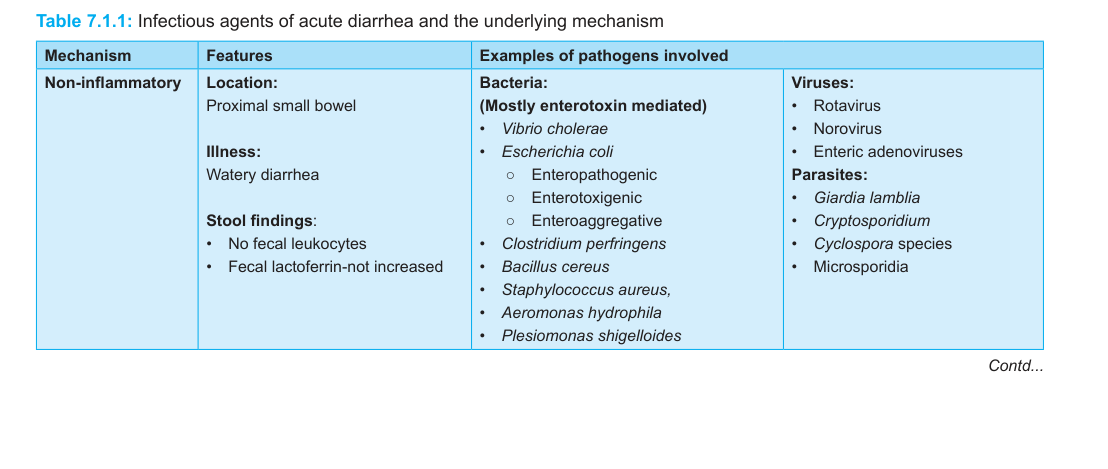 Table 7.1.1: Infectious agents of acute diarrhea and the underlying mechanism
Mechanism
Features
Examples of pathogens involved
Non-inflammatory
Location:
Proximal small bowel
Illness:
Watery diarrhea
Stool findings:
• No fecal leukocytes
• Fecal lactoferrin-not increased
Bacteria:
(Mostly enterotoxin mediated)
• Vibrio cholerae
• Escherichia coli
○ Enteropathogenic
○ Enterotoxigenic
○ Enteroaggregative
• Clostridium perfringens
• Bacillus cereus
• Staphylococcus aureus,
• Aeromonas hydrophila
• Plesiomonas shigelloides
Viruses:
• Rotavirus
• Norovirus
• Enteric adenoviruses
Parasites:
• Giardia lamblia
• Cryptosporidium
• Cyclospora species
• Microsporidia
Contd...